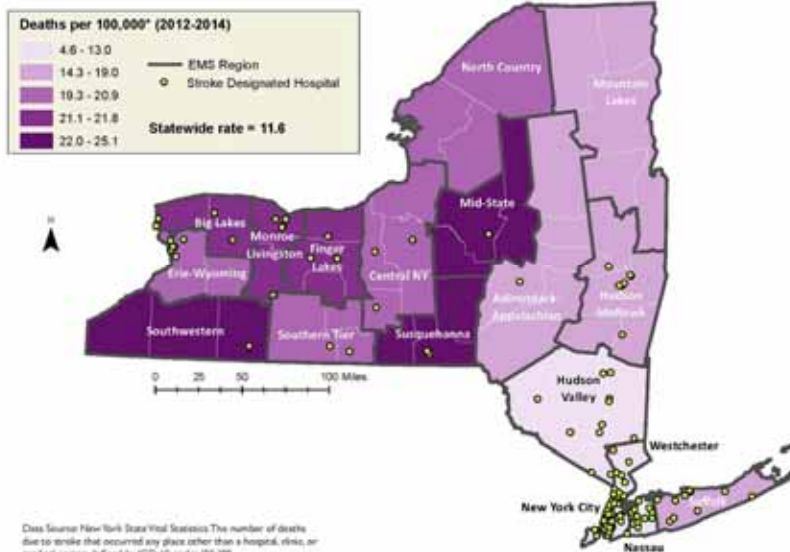 Deaths per 100,000* (2012-2014)
4.6 - 13.0
14.3 - 19.0
19.3 - 20.9
21.1 - 21.8
22.0 - 25.1
EMS Region
Stroke Designated Hospital
Statewide rate = 11.6
North Country
Mountain
Lakes
N
Big Lakes
Monroe-
Livingston
Finger
Lakes
Erie-Wyoming
Central NY
Mid-State
Adirondack-
Appalachian
Hudson
Mohawk
Southwestern
Southern Tier
Susquehanna
0 25 50 100 Miles
Hudson
Valley
Westchester
New York City
Suffolk
Nassau
Data Source: New York State Vital Statistics. The number of deaths
due to stroke that occurred any place other than a hospital, clinic, or